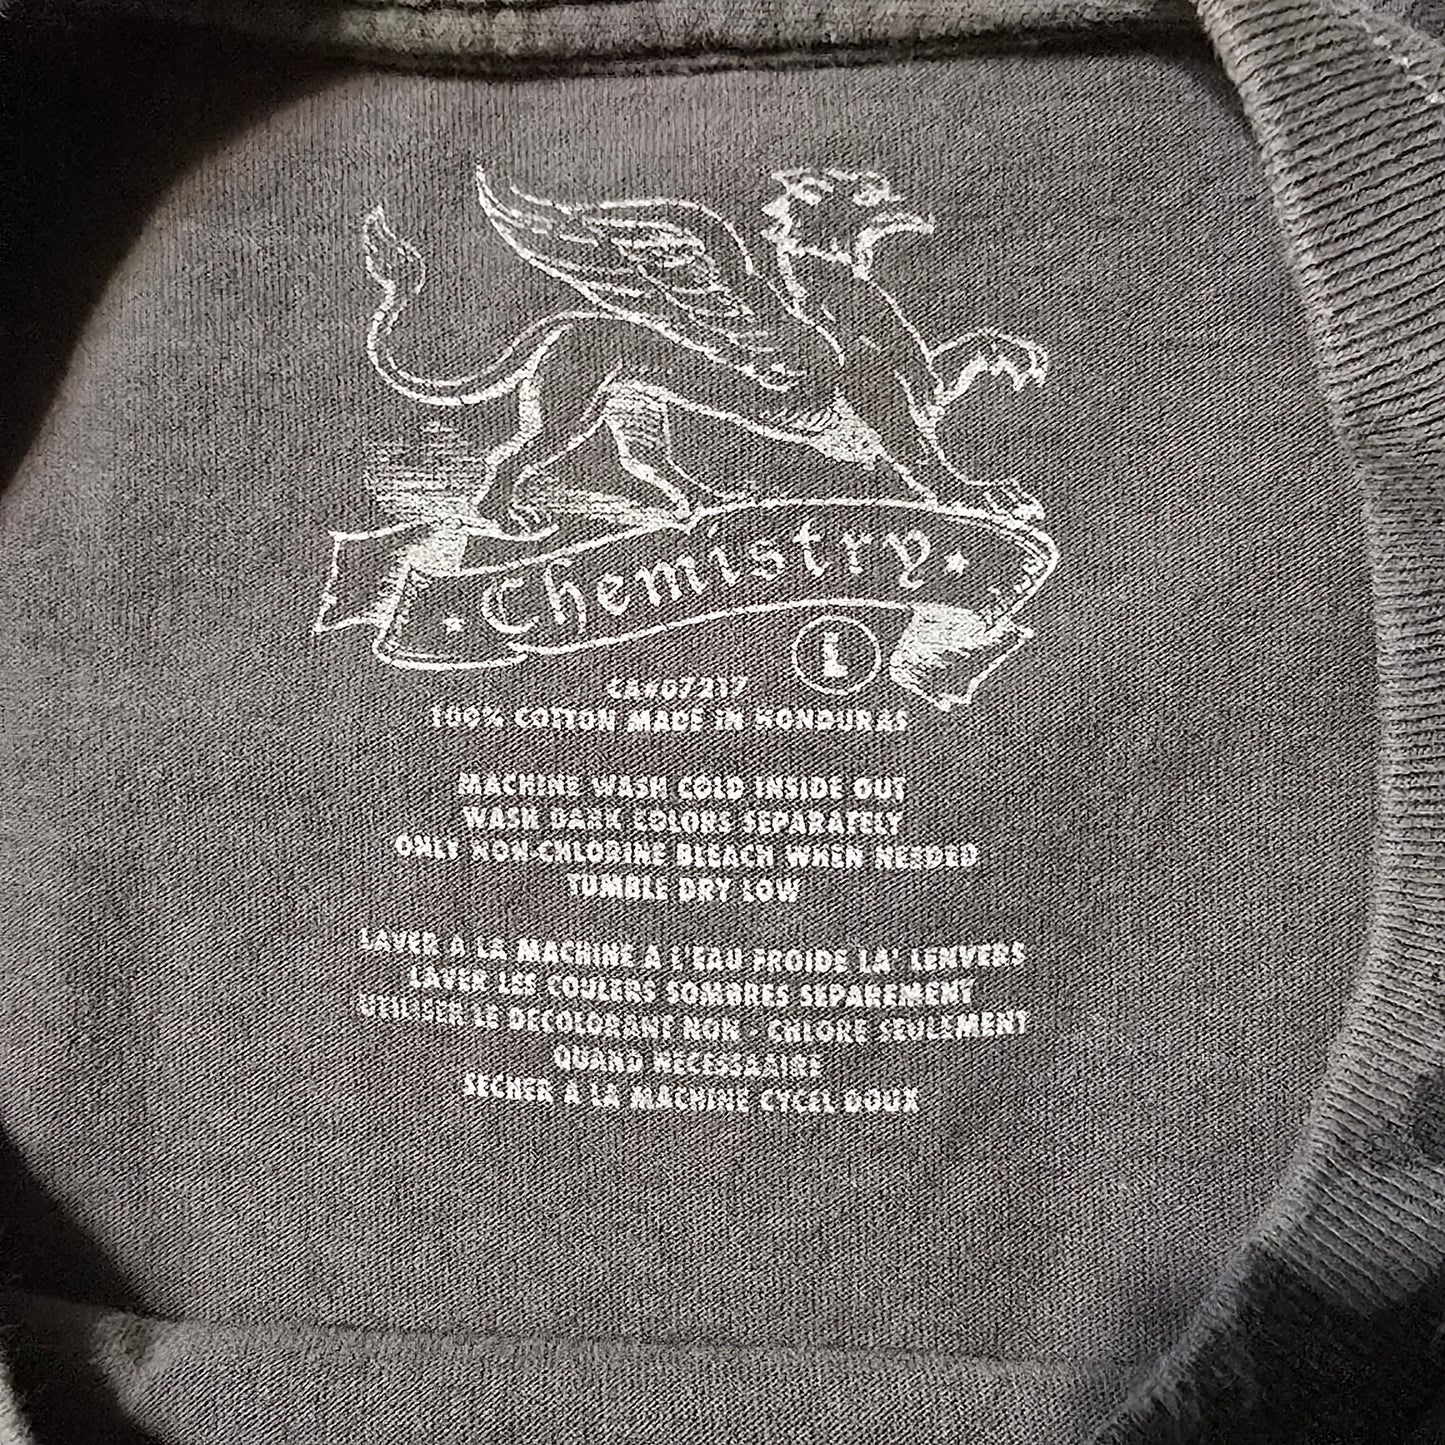 Chemistry
L
CA#07217
100% COTTON MADE IN HONDURAS
MACHINE WASH COLD INSIDE OUT
WASH DARK COLORS SEPARATELY
ONLY NON-CHLORINE BLEACH WHEN NEEDED
TUMBLE DRY LOW
LAVER A LA MACHINE A L'EAU FROIDE LA' LENVERS
LAVER LES COULERS SOMBRES SEPAREMENT
UTILISER LE DECOLORANT NON - CHLORE SEULEMENT
QUAND NECESSAAIRE
SECHER A LA MACHINE CYCEL DOUX